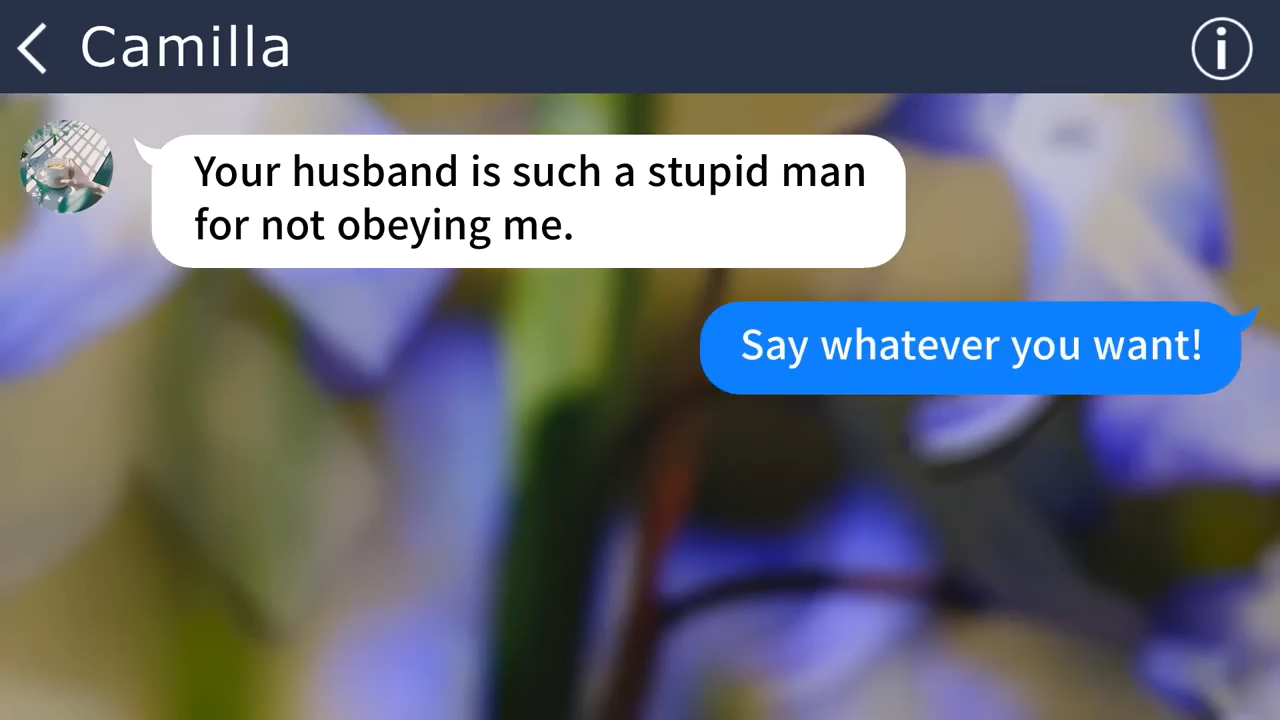 Camilla
Your husband is such a stupid man
for not obeying me.
Say whatever you want!